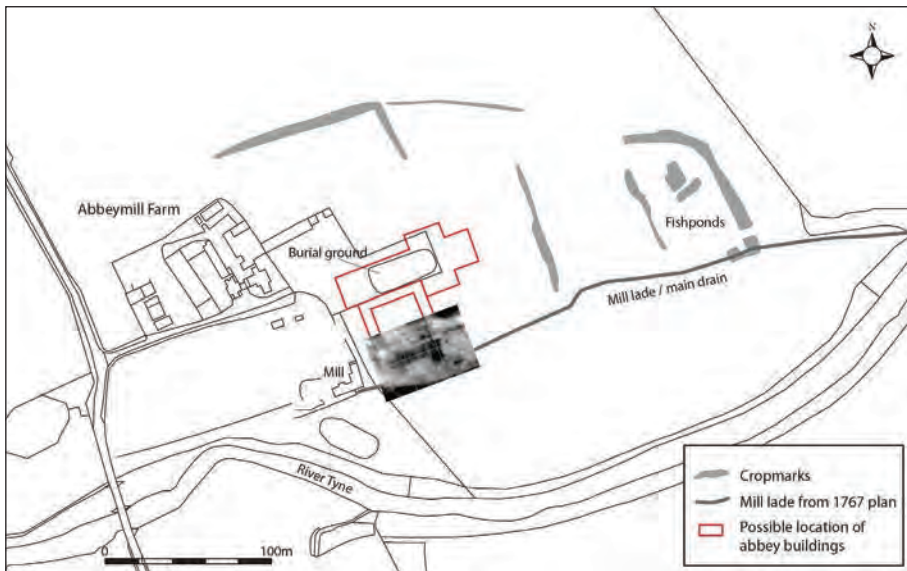 N
Abbeymill Farm
Burial ground
Fishponds
Mill lade / main drain
Mill
River Tyne
0
100m
Cropmarks
Mill lade from 1767 plan
Possible location of
abbey buildings